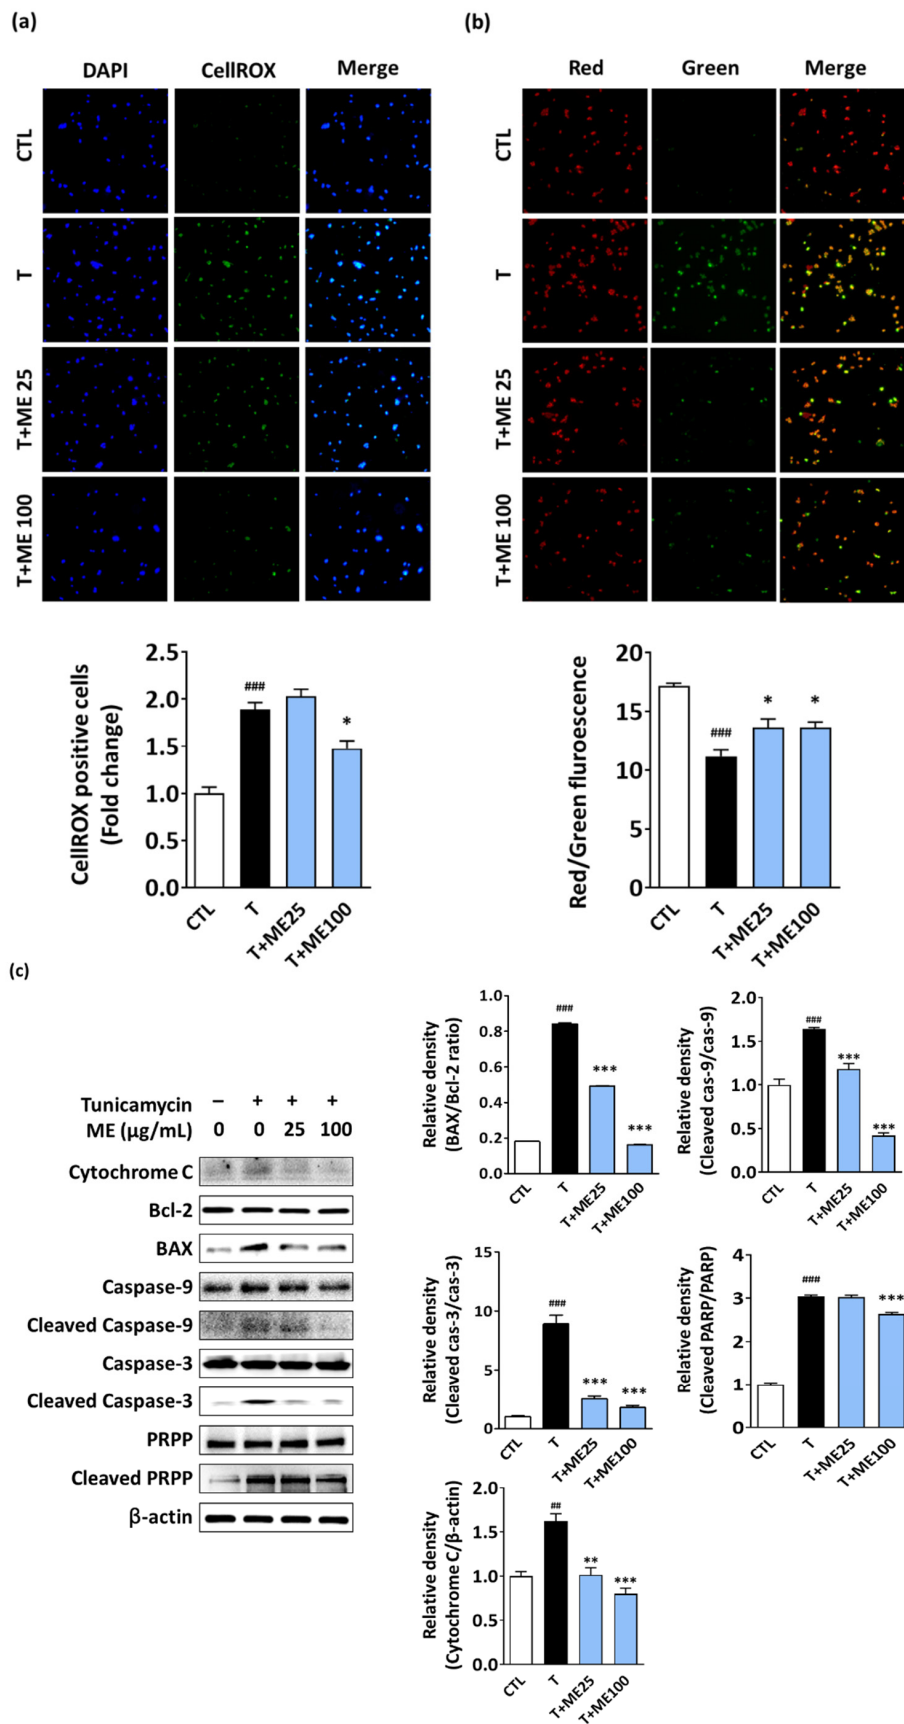 (a)
DAPI CellROX Merge
CTL
T
T+ME 25
T+ME 100
CellROX positive cells
(Fold change)
2.5
2.0
1.5
1.0
0.5
0.0
###
*
CTL T T+ME25 T+ME100
(b)
Red Green Merge
CTL
T
T+ME 25
T+ME 100
Red/Green fluroescence
20
15
10
5
0
###
* *
CTL T T+ME25 T+ME100
(c)
Tunicamycin – + + +
ME (µg/mL) 0 0 25 100
Cytochrome C
Bcl-2
BAX
Caspase-9
Cleaved Caspase-9
Caspase-3
Cleaved Caspase-3
PRPP
Cleaved PRPP
β-actin
Relative density
(BAX/Bcl-2 ratio)
1.0
0.8
0.6
0.4
0.2
0.0
###
***
***
CTL T T+ME25 T+ME100
Relative density
(Cleaved cas-9/cas-9)
2.0
1.5
1.0
0.5
0.0
###
***
***
CTL T T+ME25 T+ME100
Relative density
(Cleaved cas-3/cas-3)
15
10
5
0
###
***
***
CTL T T+ME25 T+ME100
Relative density
(Cleaved PARP/PARP)
4
3
2
1
0
###
***
CTL T T+ME25 T+ME100
Relative density
(Cytochrome C/β-actin)
2.0
1.5
1.0
0.5
0.0
##
**
***
CTL T T+ME25 T+ME100